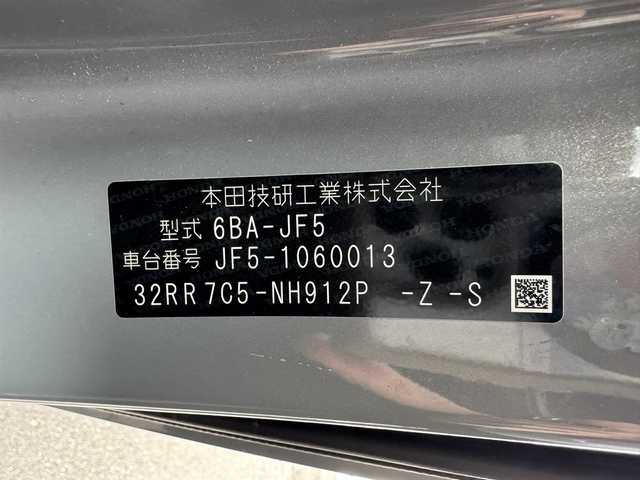 本田技研工業株式会社
型式 6BA-JF5
車台番号 JF5-1060013
32RR7C5-NH912P -Z -S